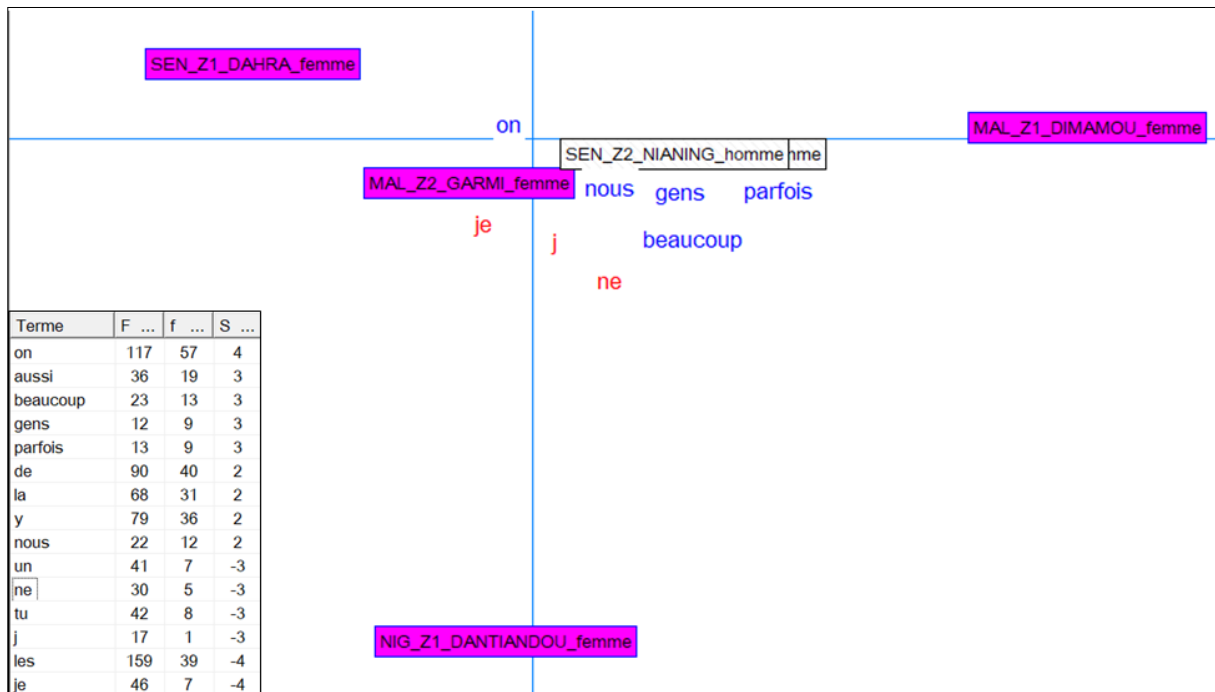 SEN_Z1_DAHRA_femme
on
MAL_Z1_DIMAMOU_femme
SEN_Z2_NIANING_homme
MAL_Z2_GARMI_femme
nous gens parfois
je
j
beaucoup
ne
Terme F ... f ... S ...
on 117 57 4
aussi 36 19 3
beaucoup 23 13 3
gens 12 9 3
parfois 13 9 3
de 90 40 2
la 68 31 2
y 79 36 2
nous 22 12 2
un 41 7 -3
ne 30 5 -3
tu 42 8 -3
j 17 1 -3
les 159 39 -4
je 46 7 -4
NIG_Z1_DANTIANDOU_femme